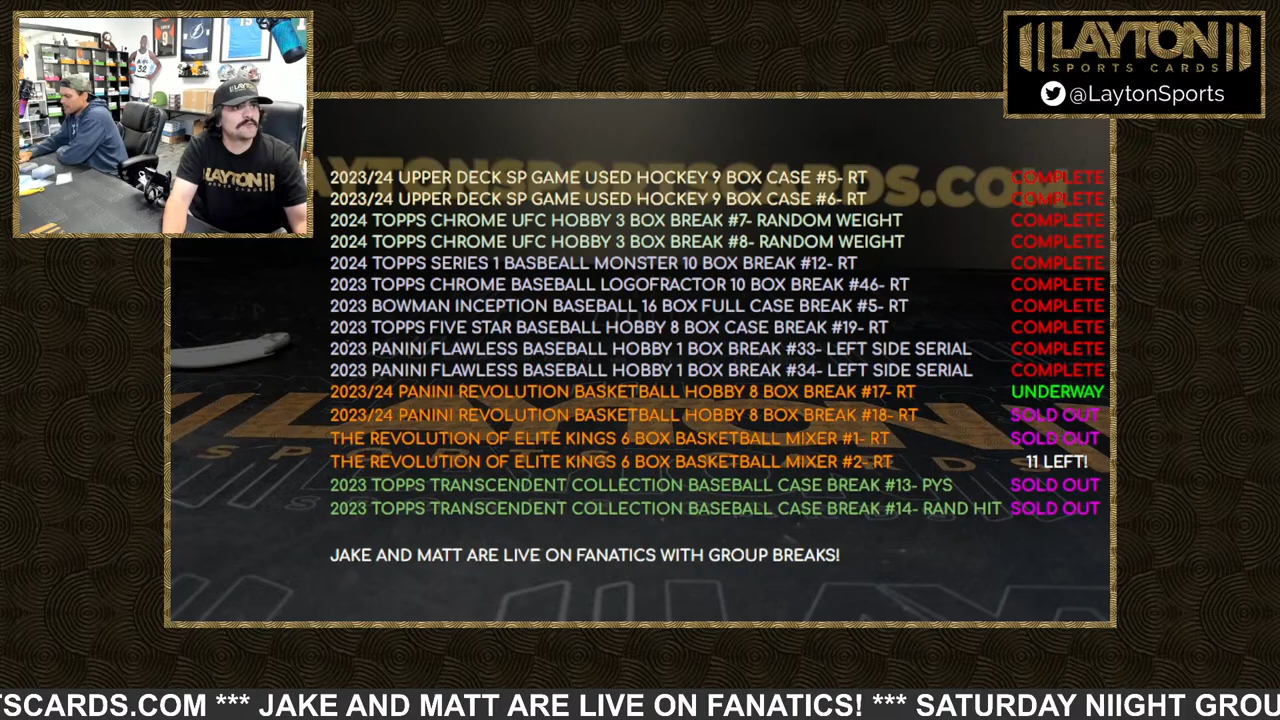 LAYTON
SPORTS CARDS
@LaytonSports
LAYTONSPORTSCARDS.COM
2023/24 UPPER DECK SP GAME USED HOCKEY 9 BOX CASE #5- RT COMPLETE
2023/24 UPPER DECK SP GAME USED HOCKEY 9 BOX CASE #6- RT COMPLETE
2024 TOPPS CHROME UFC HOBBY 3 BOX BREAK #7- RANDOM WEIGHT COMPLETE
2024 TOPPS CHROME UFC HOBBY 3 BOX BREAK #8- RANDOM WEIGHT COMPLETE
2024 TOPPS SERIES 1 BASBEALL MONSTER 10 BOX BREAK #12- RT COMPLETE
2023 TOPPS CHROME BASEBALL LOGOFRACTOR 10 BOX BREAK #46- RT COMPLETE
2023 BOWMAN INCEPTION BASEBALL 16 BOX FULL CASE BREAK #5- RT COMPLETE
2023 TOPPS FIVE STAR BASEBALL HOBBY 8 BOX CASE BREAK #19- RT COMPLETE
2023 PANINI FLAWLESS BASEBALL HOBBY 1 BOX BREAK #33- LEFT SIDE SERIAL COMPLETE
2023 PANINI FLAWLESS BASEBALL HOBBY 1 BOX BREAK #34- LEFT SIDE SERIAL COMPLETE
2023/24 PANINI REVOLUTION BASKETBALL HOBBY 8 BOX BREAK #17- RT UNDERWAY
2023/24 PANINI REVOLUTION BASKETBALL HOBBY 8 BOX BREAK #18- RT SOLD OUT
THE REVOLUTION OF ELITE KINGS 6 BOX BASKETBALL MIXER #1- RT SOLD OUT
THE REVOLUTION OF ELITE KINGS 6 BOX BASKETBALL MIXER #2- RT 11 LEFT!
2023 TOPPS TRANSCENDENT COLLECTION BASEBALL CASE BREAK #13- PYS SOLD OUT
2023 TOPPS TRANSCENDENT COLLECTION BASEBALL CASE BREAK #14- RAND HIT SOLD OUT
JAKE AND MATT ARE LIVE ON FANATICS WITH GROUP BREAKS!
TSCARDS.COM *** JAKE AND MATT ARE LIVE ON FANATICS! *** SATURDAY NIIGHT GROU